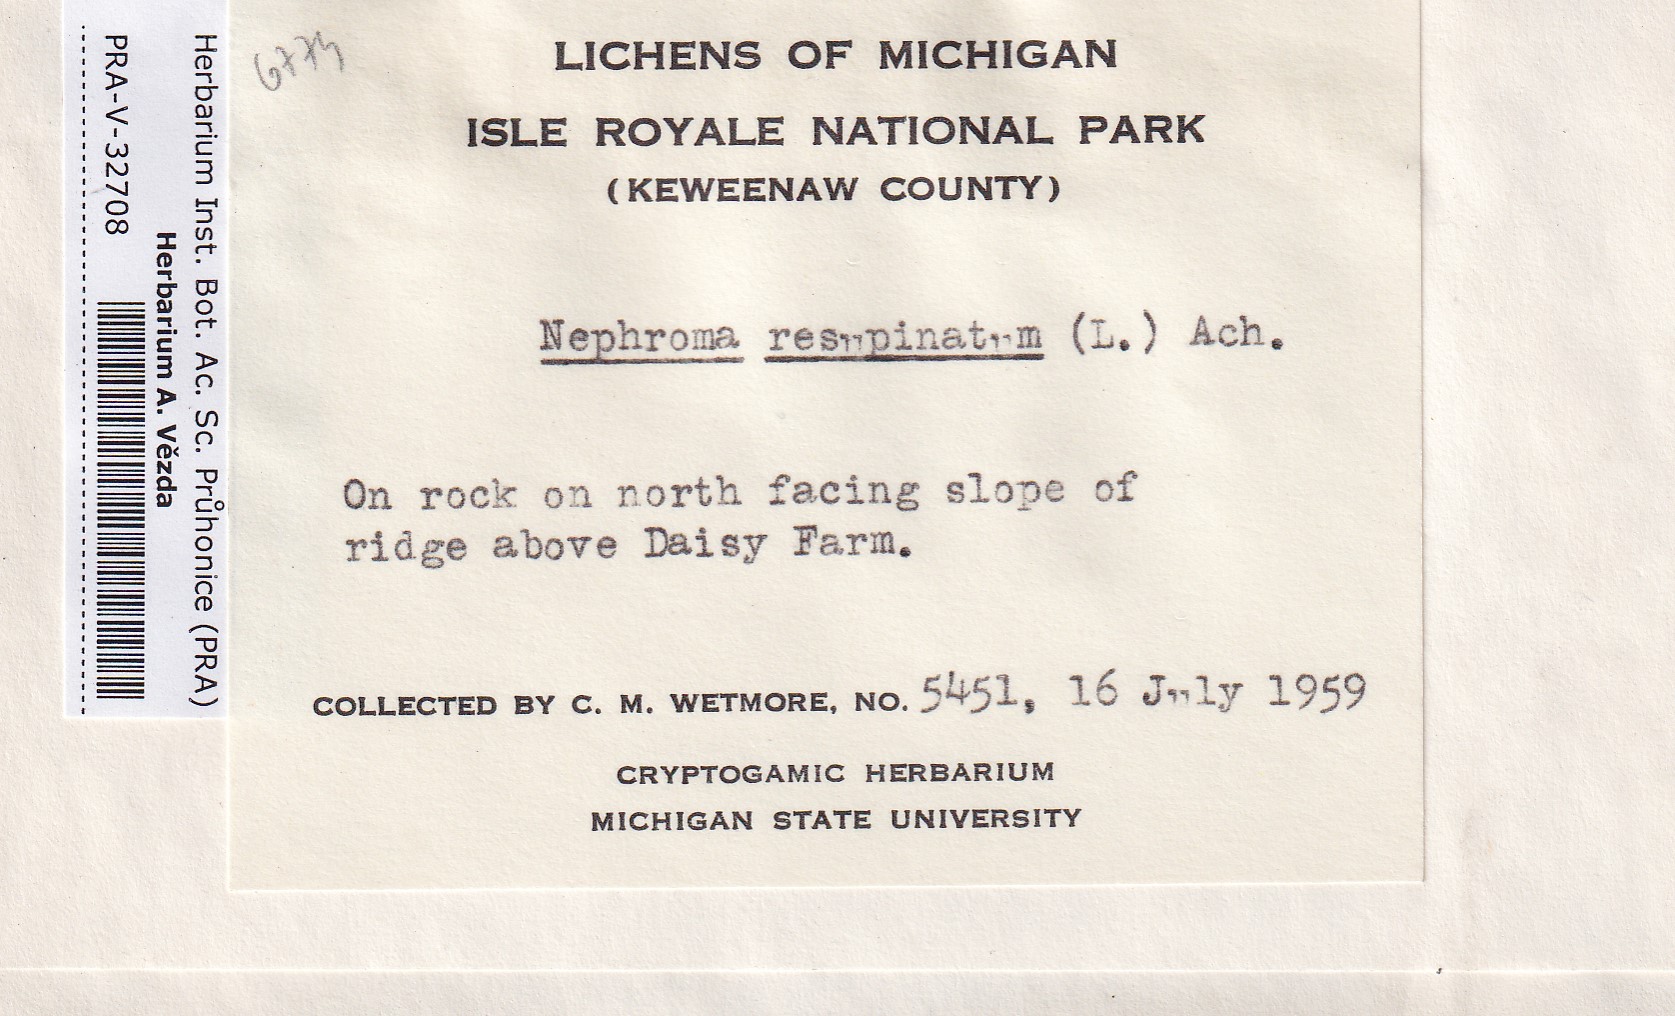 LICHENS OF MICHIGAN
ISLE ROYALE NATIONAL PARK
(KEWEENAW COUNTY)
Nephroma resupinatum (L.) Ach.
On rock on north facing slope of
ridge above Daisy Farm.
COLLECTED BY C. M. WETMORE, NO. 5451, 16 July 1959
CRYPTOGAMIC HERBARIUM
MICHIGAN STATE UNIVERSITY
Herbarium Inst. Bot. Ac. Sc. Průhonice (PRA)
Herbarium A. Vězda
PRA-V-32708